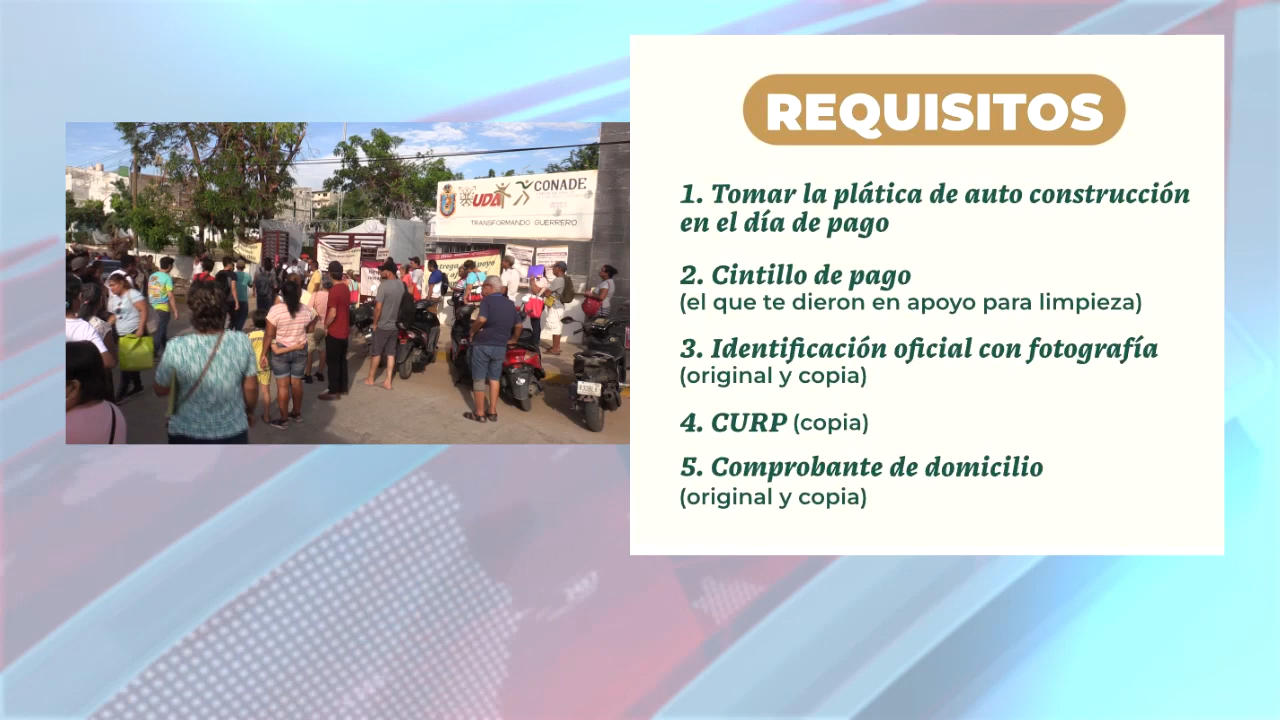 CONADE
UDA
TRANSFORMANDO GUERRERO
REQUISITOS
1. Tomar la plática de auto construcción
en el día de pago
2. Cintillo de pago
(el que te dieron en apoyo para limpieza)
3. Identificación oficial con fotografía
(original y copia)
4. CURP (copia)
5. Comprobante de domicilio
(original y copia)